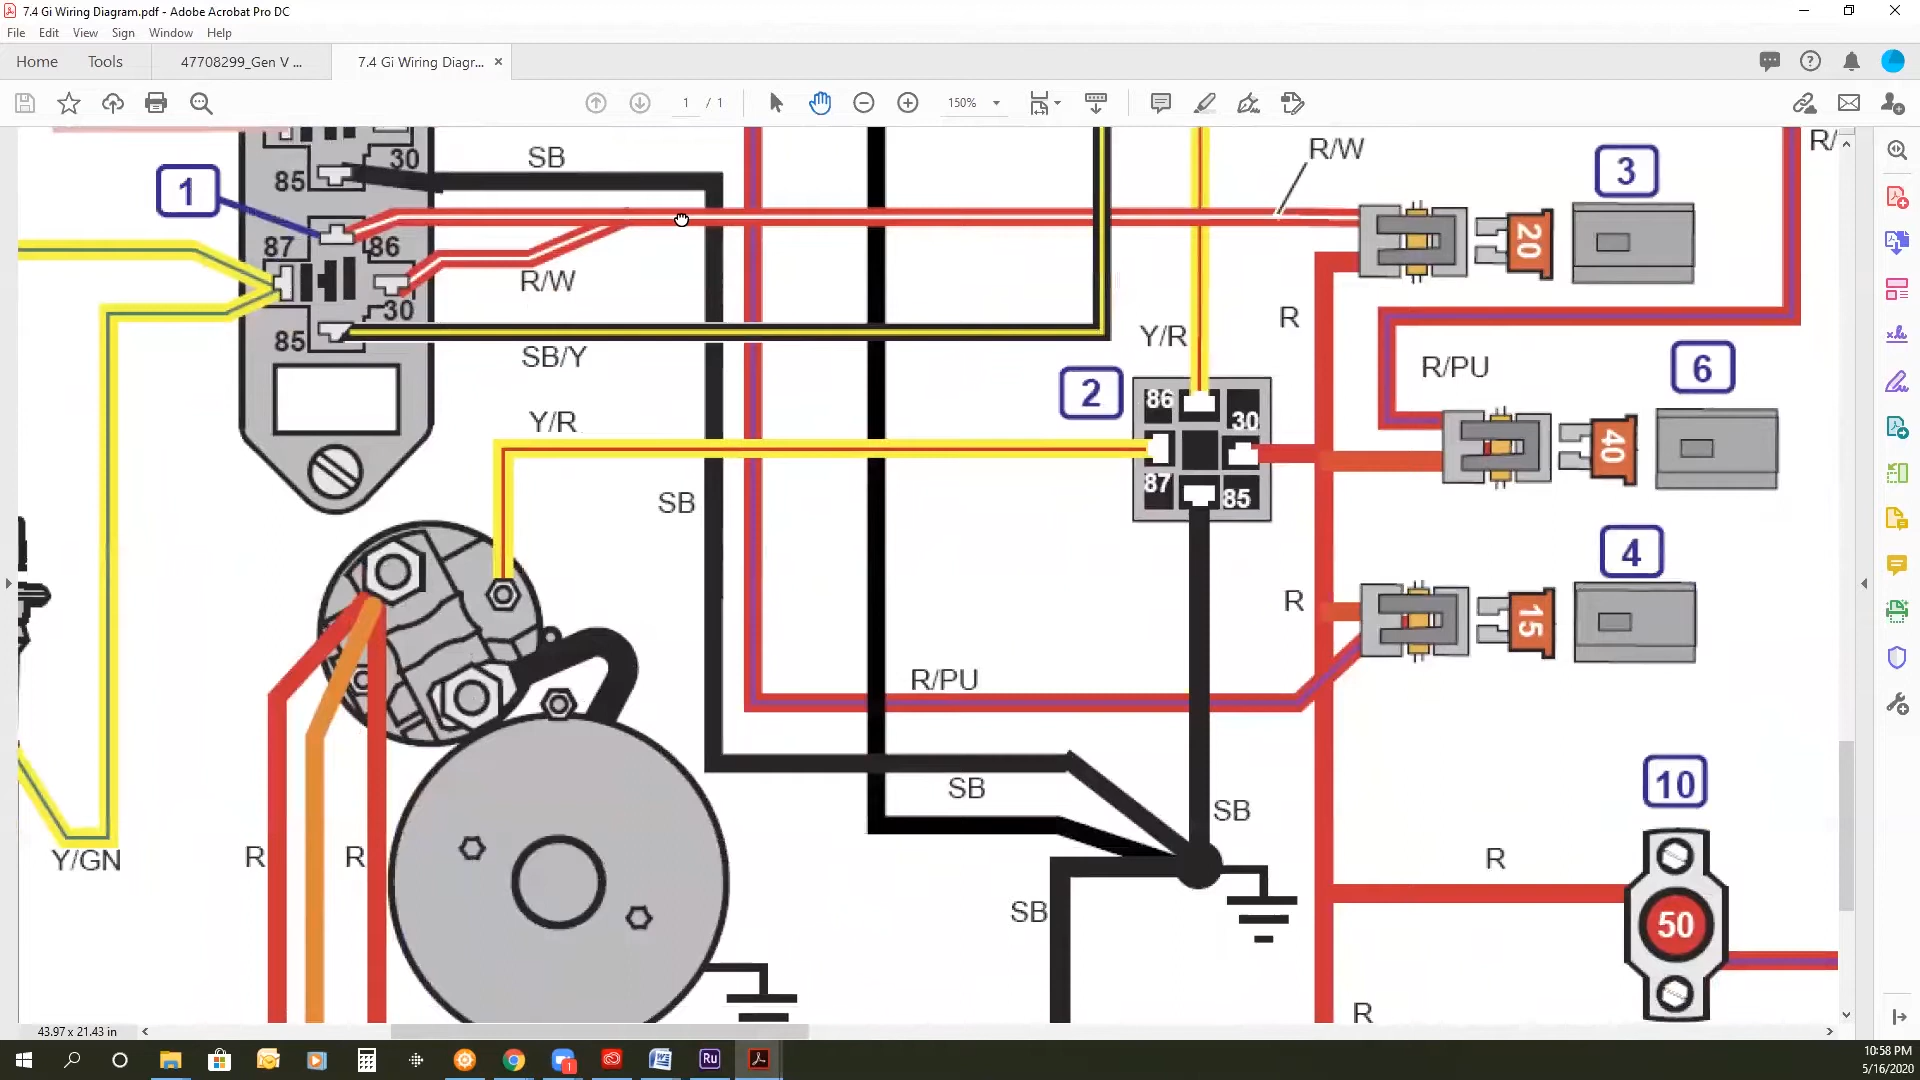 7.4 Gi Wiring Diagram.pdf - Adobe Acrobat Pro DC
File Edit View Sign Window Help
Home Tools 47708299_Gen V ... 7.4 Gi Wiring Diagr... ×
1 / 1 150%
30
SB
R/W
R/
85
1
3
87
86
20
R/W
30
R
85
SB/Y
Y/R
R/PU
6
2
86
30
Y/R
40
87
85
SB
4
R
15
R/PU
10
SB
SB
Y/GN
R
R
R
SB
50
R
43.97 x 21.43 in
Ru
1
10:58 PM
5/16/2020